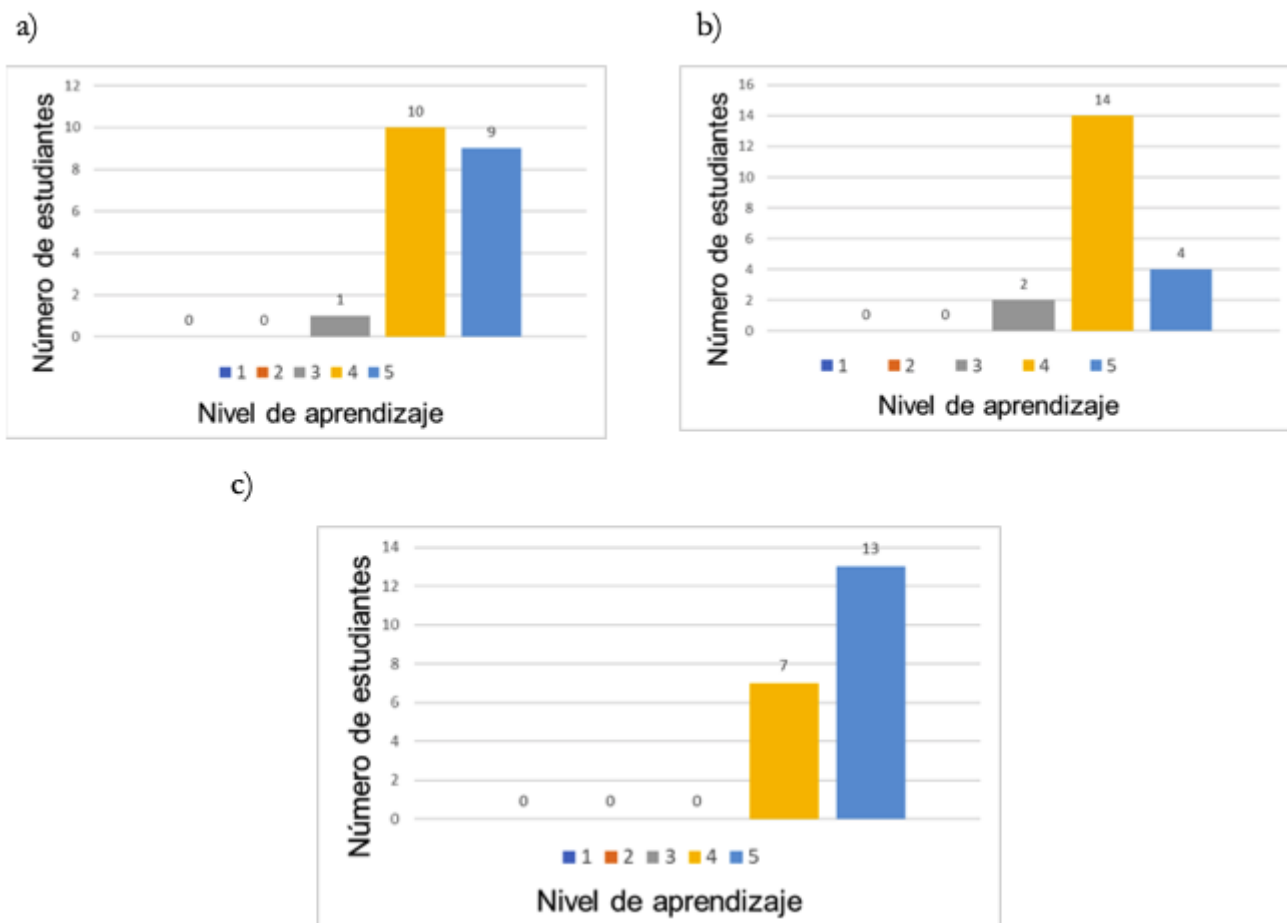 a)
12
10
8
6
4
2
0
Número de estudiantes
0 0 1 10 9
1 2 3 4 5
Nivel de aprendizaje
b)
16
14
12
10
8
6
4
2
0
Número de estudiantes
0 0 2 14 4
1 2 3 4 5
Nivel de aprendizaje
c)
14
12
10
8
6
4
2
0
Número de estudiantes
0 0 0 7 13
1 2 3 4 5
Nivel de aprendizaje